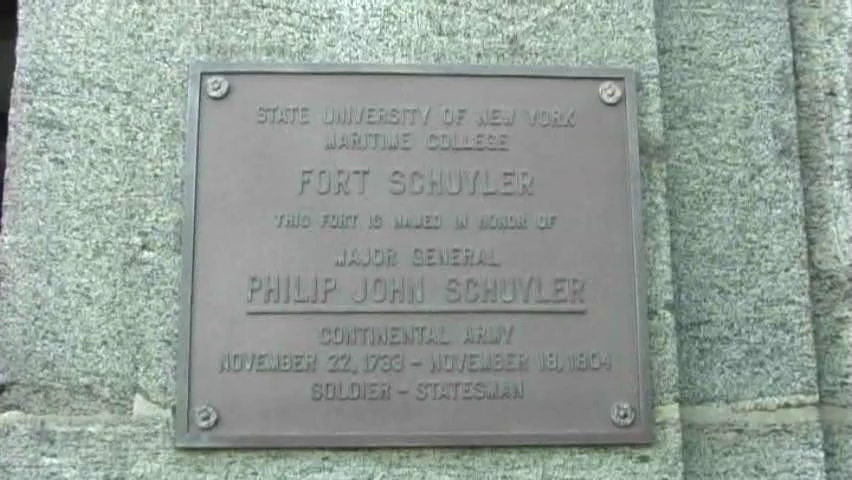 STATE UNIVERSITY OF NEW YORK
MARITIME COLLEGE
FORT SCHUYLER
THIS FORT IS NAMED IN HONOR OF
MAJOR GENERAL
PHILIP JOHN SCHUYLER
CONTINENTAL ARMY
NOVEMBER 22, 1733 - NOVEMBER 18, 1804
SOLDIER - STATESMAN